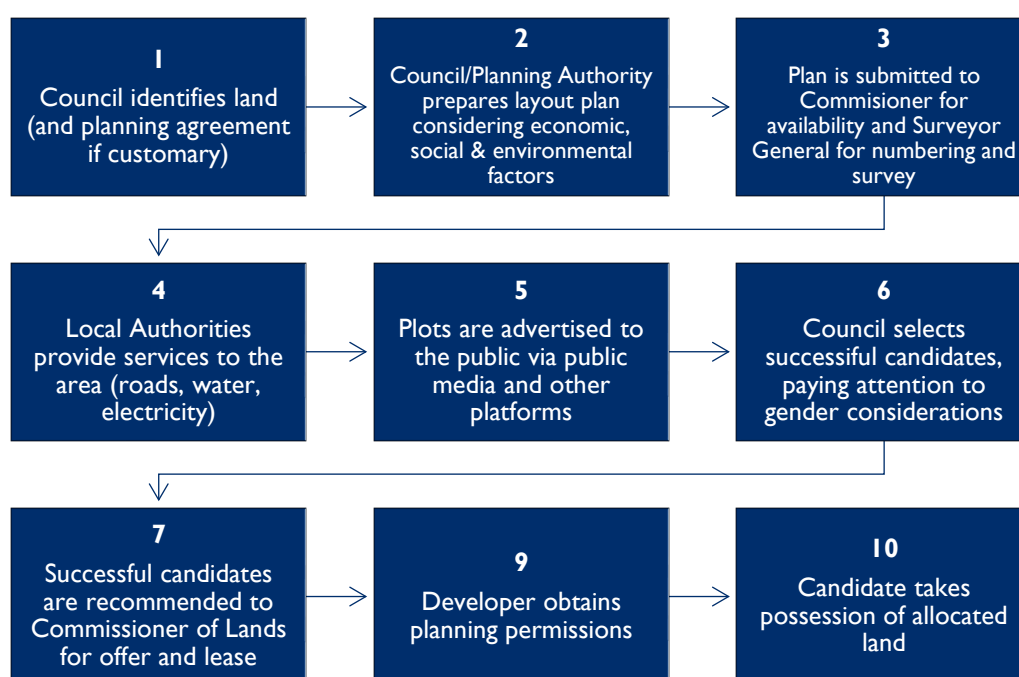 1
Council identifies land
(and planning agreement
if customary)
2
Council/Planning Authority
prepares layout plan
considering economic,
social & environmental
factors
3
Plan is submitted to
Commisioner for
availability and Surveyor
General for numbering and
survey
4
Local Authorities
provide services to the
area (roads, water,
electricity)
5
Plots are advertised to
the public via public
media and other
platforms
6
Council selects
successful candidates,
paying attention to
gender considerations
7
Successful candidates
are recommended to
Commissioner of Lands
for offer and lease
9
Developer obtains
planning permissions
10
Candidate takes
possession of allocated
land